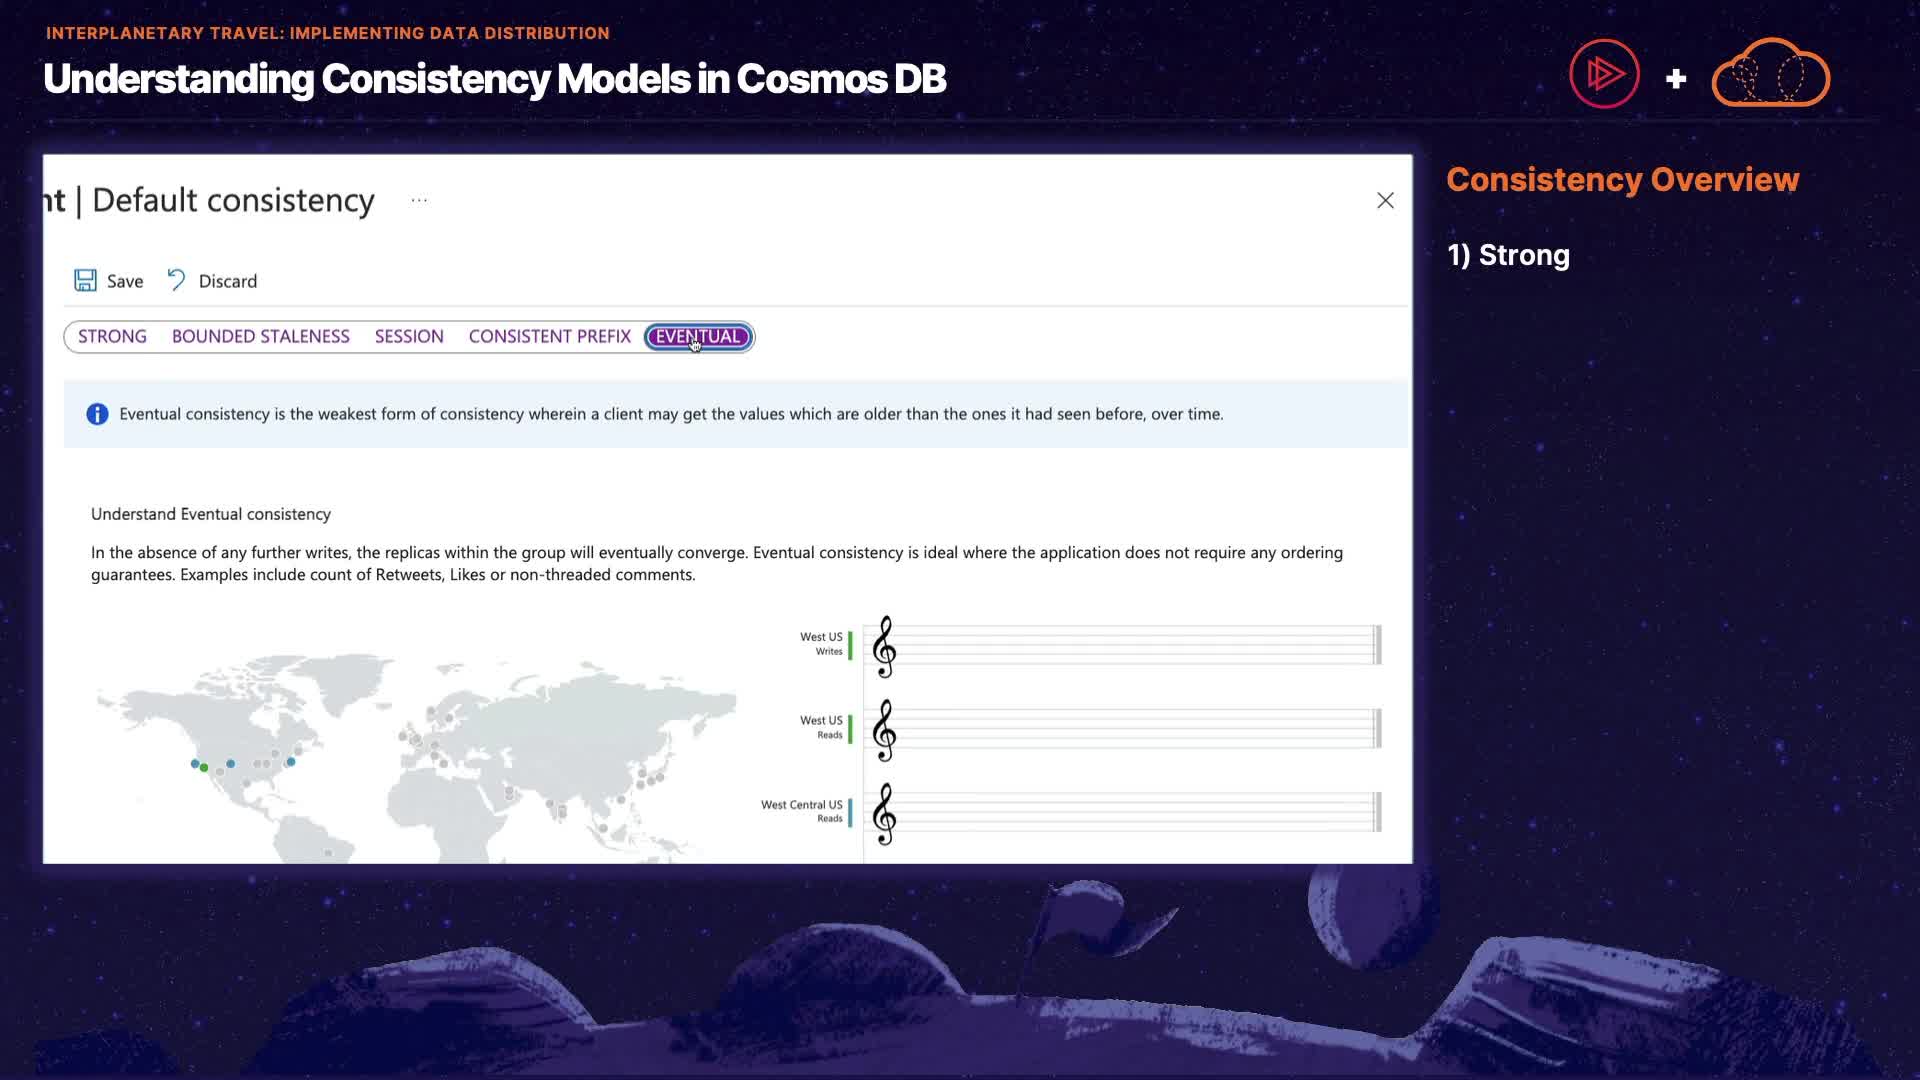 INTERPLANETARY TRAVEL: IMPLEMENTING DATA DISTRIBUTION
Understanding Consistency Models in Cosmos DB
+
nt | Default consistency ...
Save Discard
STRONG BOUNDED STALENESS SESSION CONSISTENT PREFIX EVENTUAL
Eventual consistency is the weakest form of consistency wherein a client may get the values which are older than the ones it had seen before, over time.
Understand Eventual consistency
In the absence of any further writes, the replicas within the group will eventually converge. Eventual consistency is ideal where the application does not require any ordering
guarantees. Examples include count of Retweets, Likes or non-threaded comments.
West US
Writes
West US
Reads
West Central US
Reads
Consistency Overview
1) Strong